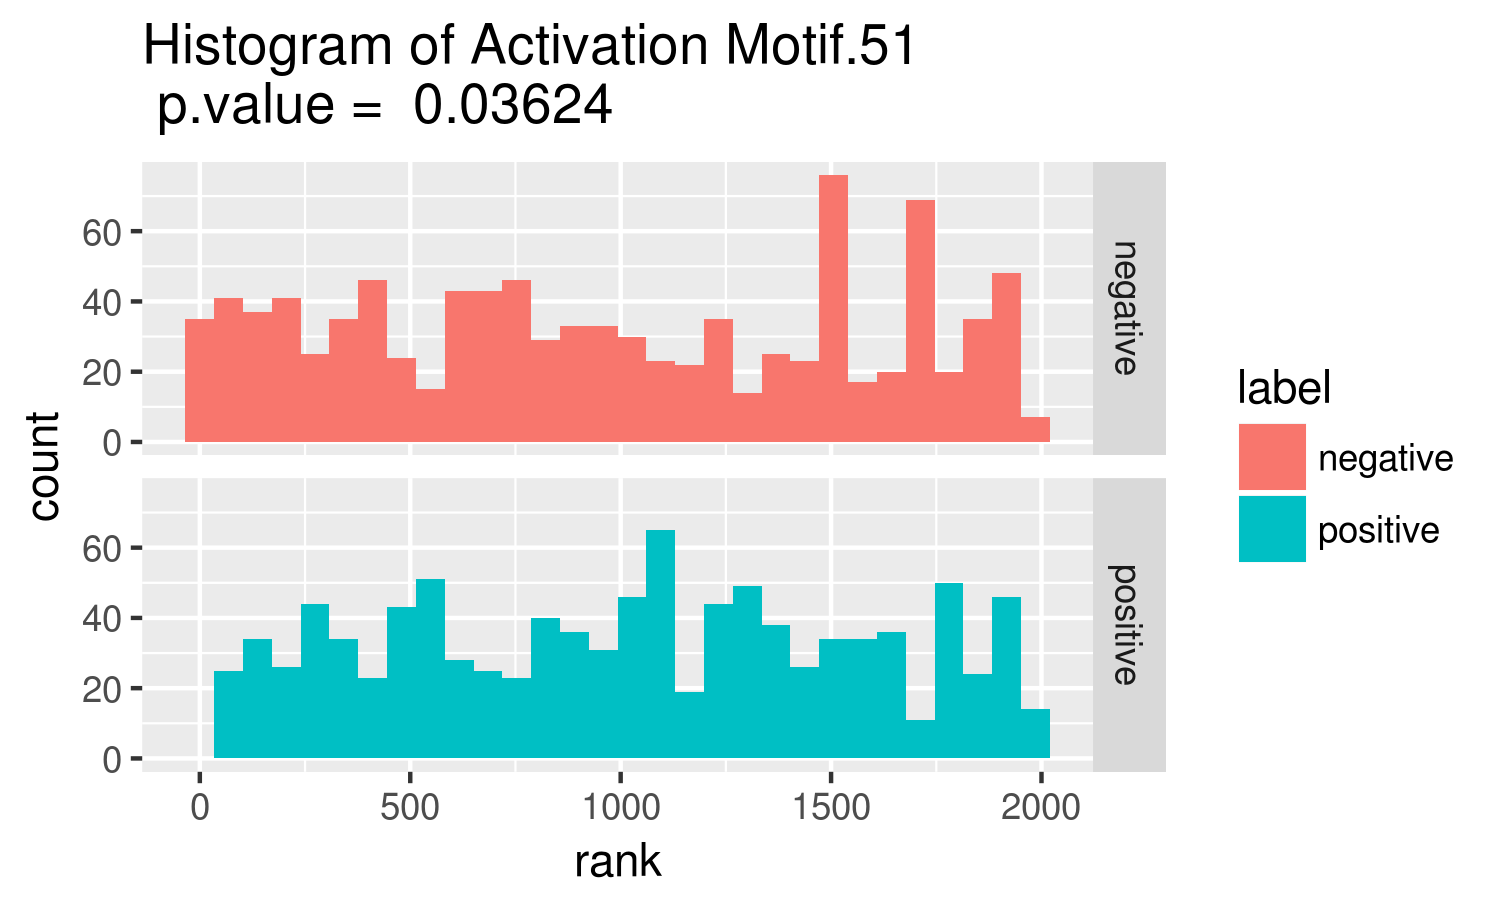 Histogram of Activation Motif.51
p.value = 0.03624
count
60
40
20
0
negative
60
40
20
0
positive
0 500 1000 1500 2000
rank
label
negative
positive